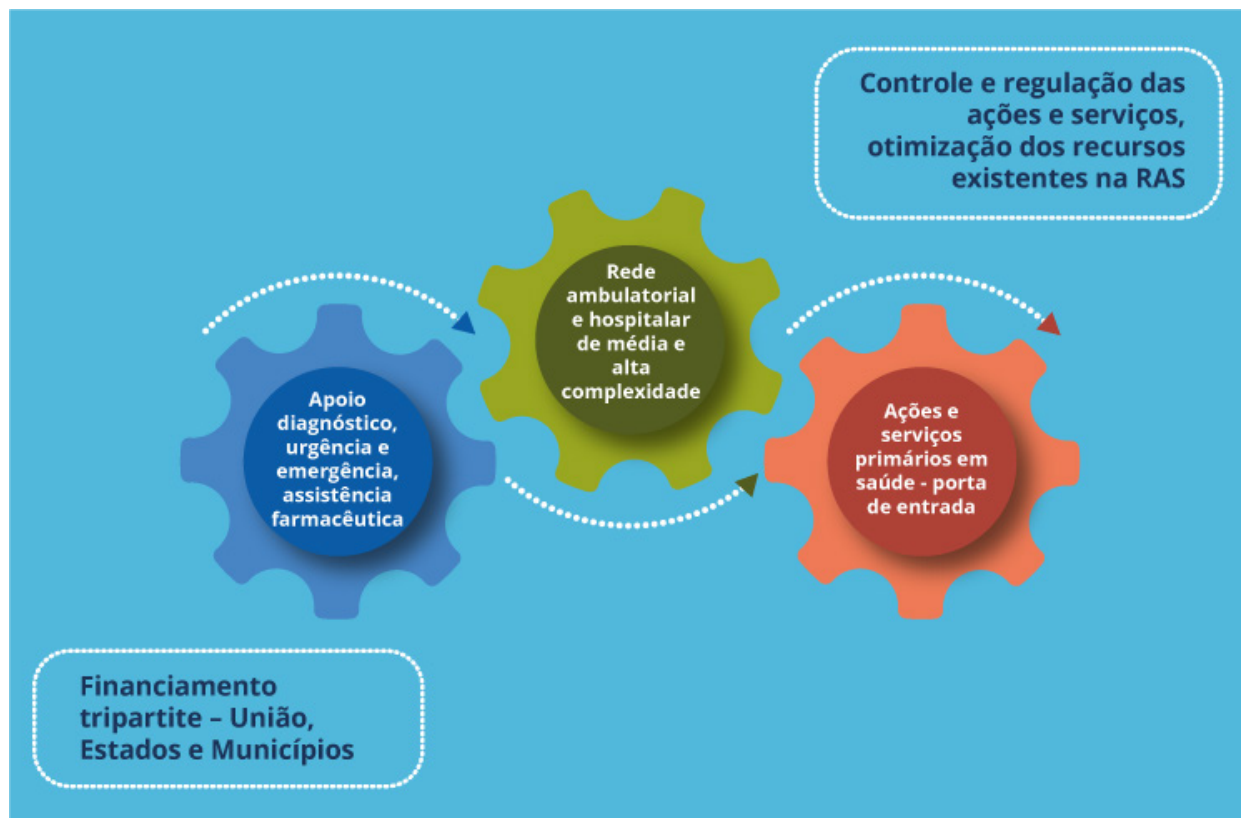 Controle e regulação das
ações e serviços,
otimização dos recursos
existentes na RAS
Rede
ambulatorial
e hospitalar
de média e
alta
complexidade
Apoio
diagnóstico,
urgência e
emergência,
assistência
farmacêutica
Ações e
serviços
primários em
saúde - porta
de entrada
Financiamento
tripartite – União,
Estados e Municípios